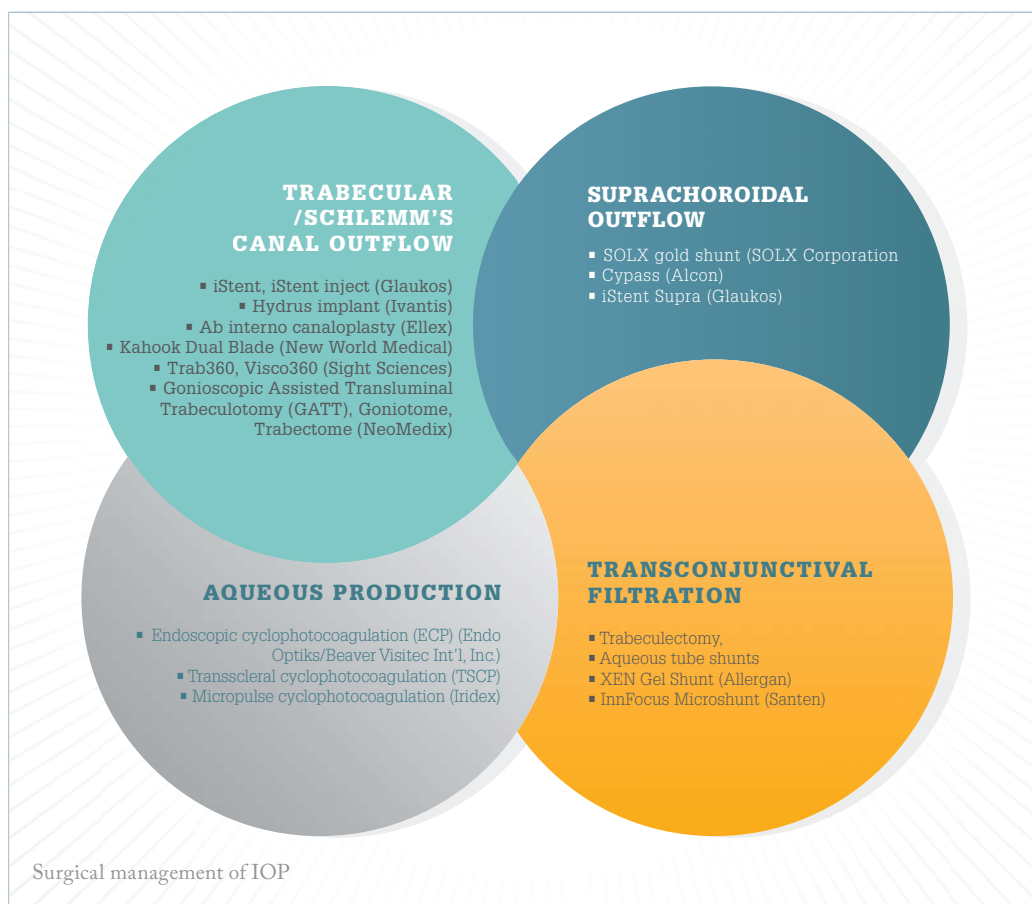 TRABECULAR
/SCHLEMM'S
CANAL OUTFLOW
▪ iStent, iStent inject (Glaukos)
▪ Hydrus implant (Ivantis)
▪ Ab interno canaloplasty (Ellex)
▪ Kahook Dual Blade (New World Medical)
▪ Trab360, Visco360 (Sight Sciences)
▪ Gonioscopic Assisted Transluminal
Trabeculotomy (GATT), Goniotome,
Trabectome (NeoMedix)
SUPRACHOROIDAL
OUTFLOW
▪ SOLX gold shunt (SOLX Corporation
▪ Cypass (Alcon)
▪ iStent Supra (Glaukos)
AQUEOUS PRODUCTION
▪ Endoscopic cyclophotocoagulation (ECP) (Endo
Optiks/Beaver Visitec Int'l, Inc.)
▪ Transscleral cyclophotocoagulation (TSCP)
▪ Micropulse cyclophotocoagulation (Iridex)
TRANSCONJUNCTIVAL
FILTRATION
▪ Trabeculectomy,
▪ Aqueous tube shunts
▪ XEN Gel Shunt (Allergan)
▪ InnFocus Microshunt (Santen)
Surgical management of IOP